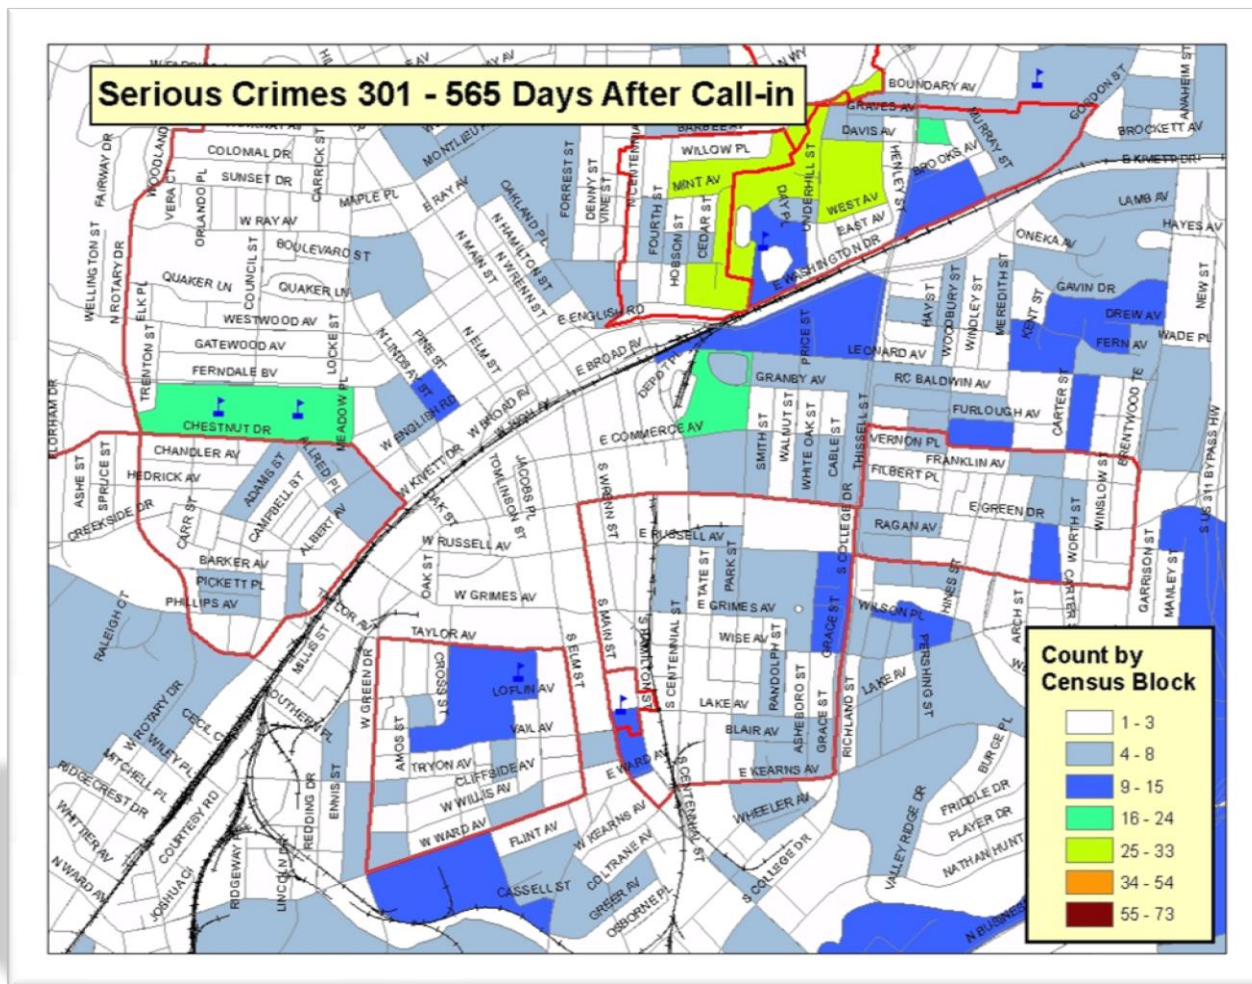 Serious Crimes 301 - 565 Days After Call-in
BOUNDARY AV
GORDON ST
ANAHEIM ST
GRAVES AV
DAVIS AV
MURRAY ST
BROCKETT AV
E KIVETT DR
WILLOW PL
HENLEY ST
BROOKS AV
FAIRWAY DR
COLONIAL DR
CARRICK ST
SUNSET DR
VERA CT
ORLANDO PL
MAPLE PL
E RAY AV
OAKLAND PL
FORREST ST
DENNY ST
VINE ST
MINT AV
DAY PL
UNDERHILL ST
WEST AV
LAMB AV
W RAY AV
N HAMILTON ST
N WRENN ST
N MAIN ST
FOURTH ST
HOBSON ST
CEDAR ST
EAST AV
ONEKA AV
HAYES AV
WELLINGTON ST
N ROTARY DR
BOULEVARD ST
COUNCIL ST
E WASHINGTON DR
QUAKER LN
QUAKER LN
ELK PL
WESTWOOD AV
E ENGLISH RD
HAY ST
WOODBURY ST
WINDLEY ST
MEREDITH ST
KENT ST
GAVIN DR
NEW ST
DREW AV
TRENTON ST
GATEWOOD AV
LOCKE ST
PINE ST
N ELM ST
E BROAD AV
PRICE ST
LEONARD AV
FERN AV
WADE PL
FERNDALE BV
DEPOT PL
GRANBY AV
RC BALDWIN AV
CARTER ST
CHESTNUT DR
MEADOW PL
W ENGLISH RD
W BROAD AV
E COMMERCE AV
SMITH ST
WALNUT ST
WHITE OAK ST
CABLE ST
THISSELL ST
FURLOUGH AV
VERNON PL
FRANKLIN AV
ASHE ST
SPRUCE ST
CHANDLER AV
HEDRICK AV
ADAMS ST
ALLRED PL
CAMPBELL ST
W KIVETT DR
TOMLINSON ST
JACOBS PL
S WRENN ST
FILBERT PL
WINSLOW ST
S US 311 BYPASS HW
CREEKSIDE DR
CARR ST
ALBERT AV
OAK ST
W RUSSELL AV
E RUSSELL AV
S COLLEGE DR
E GREEN DR
RAGAN AV
WORTH ST
BARKER AV
PICKETT PL
PHILLIPS AV
OAK ST
W GRIMES AV
PARK ST
E GRIMES AV
WILSON PL
HINES ST
ARCH ST
GARRISON ST
MANLEY ST
RALEIGH CT
MILLIS ST
TAYLOR AV
TAYLOR AV
S MAIN ST
S ELM ST
S CENTENNIAL ST
WISE AV
RANDOLPH ST
GRACE ST
PERSHING ST
W GREEN DR
CROSS ST
LOFLIN AV
S HAMILTON ST
LAKE AV
ASHEBORO ST
GRACE ST
RICHLAND ST
LAKE AV
W ROTARY DR
CECIL CT
WILEY PL
MITCHELL PL
RIDGECREST DR
AMOS ST
VAIL AV
BLAIR AV
BURGE PL
TRYON AV
CLIFFSIDE AV
E WARD AV
E KEARNS AV
WHITTIER AV
COURTESY RD
REDDING DR
ENNIS ST
W WILLIS AV
S CENTENNIAL ST
WHEELER AV
VALLEY RIDGE DR
FRIDDLE DR
PLAYER DR
N WARD AV
W WARD AV
FLINT AV
W KEARNS AV
COLTRANE AV
S COLLEGE DR
LINCOLN DR
CASSELL ST
GREER AV
OSBORNE PL
Count by
Census Block
1 - 3
4 - 8
9 - 15
16 - 24
25 - 33
34 - 54
55 - 73